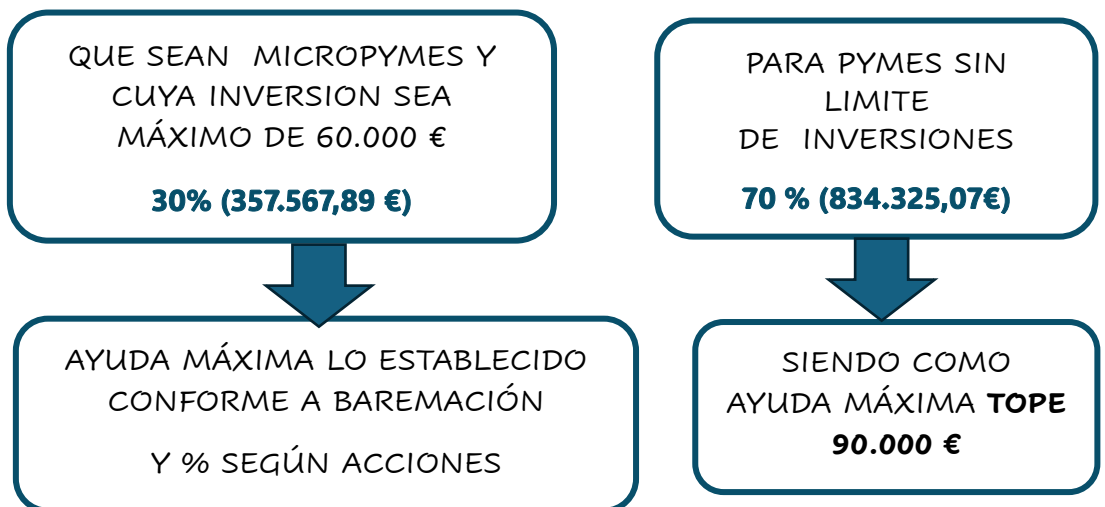 QUE SEAN MICROPYMES Y
CUYA INVERSION SEA
MÁXIMO DE 60.000 €
30% (357.567,89 €)
AYUDA MÁXIMA LO ESTABLECIDO
CONFORME A BAREMACIÓN
Y % SEGÚN ACCIONES
PARA PYMES SIN
LIMITE
DE INVERSIONES
70 % (834.325,07€)
SIENDO COMO
AYUDA MÁXIMA TOPE
90.000 €